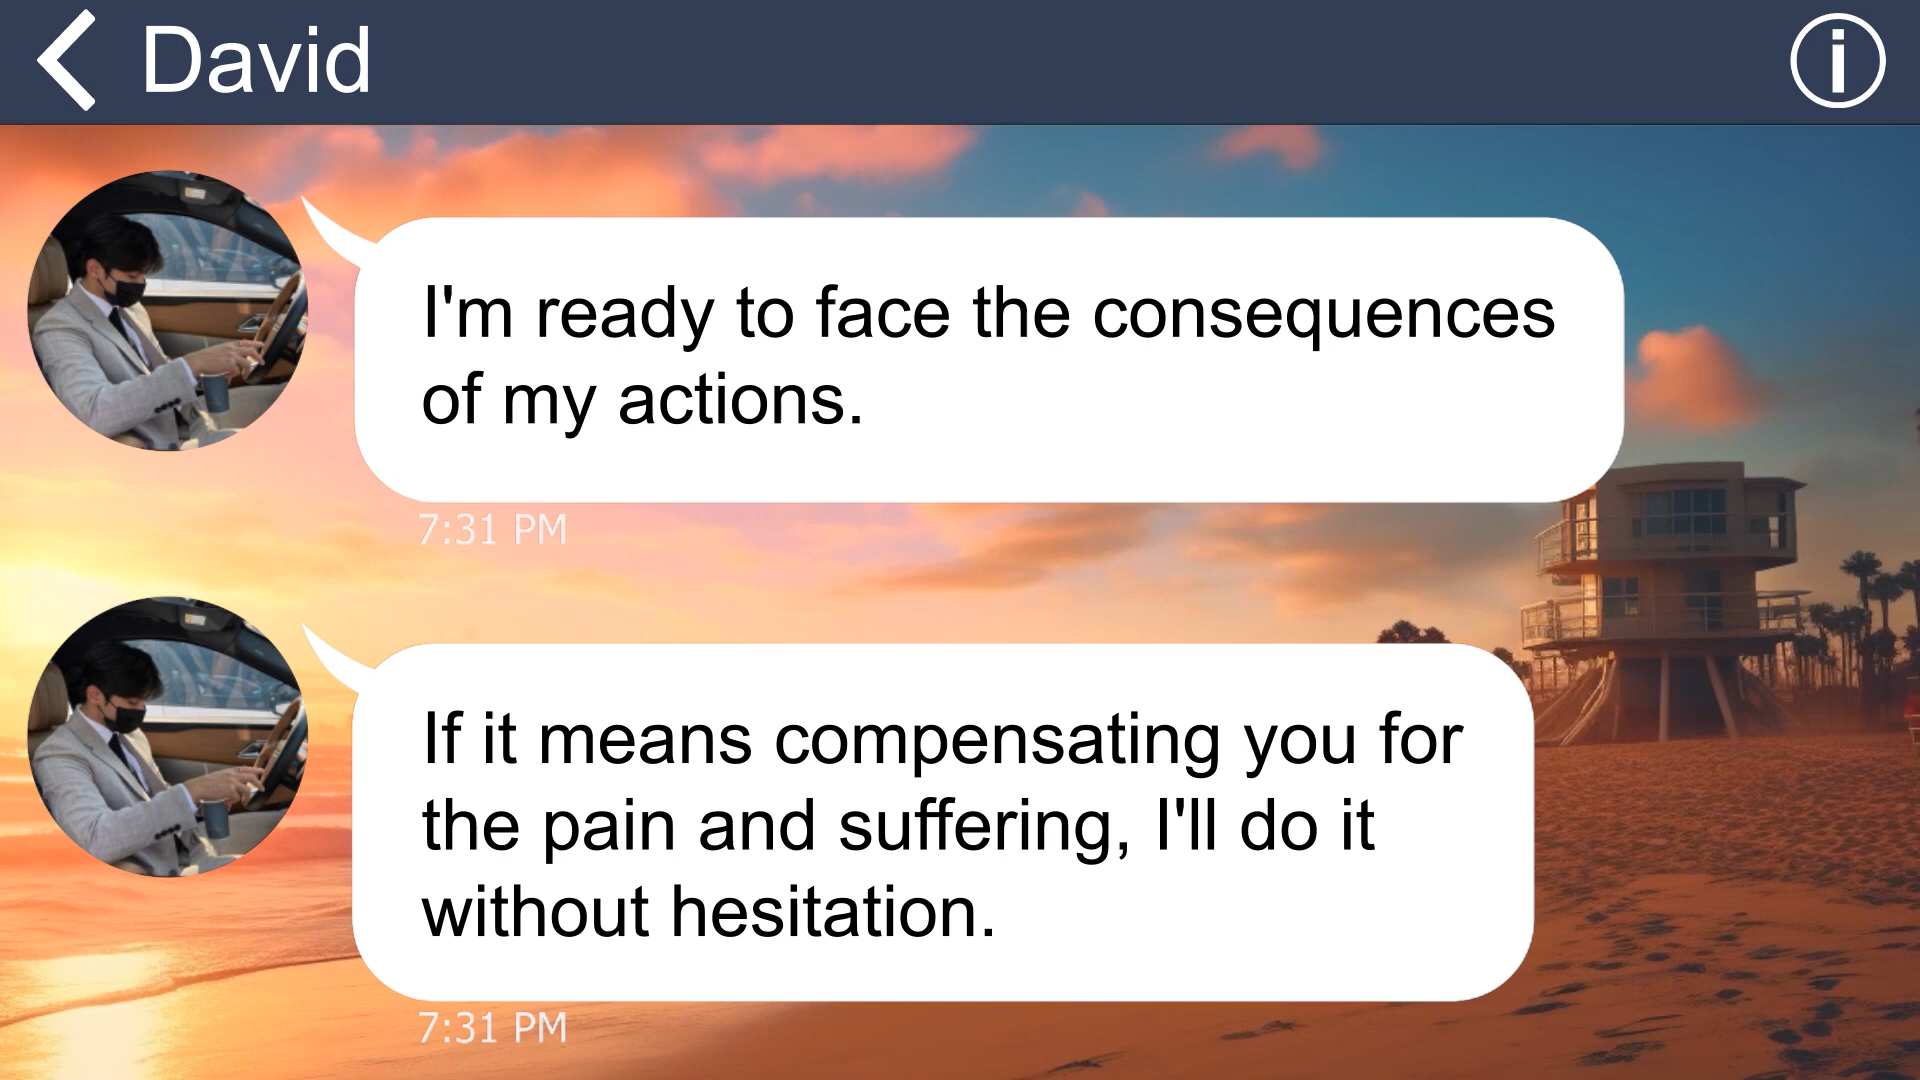 David
I'm ready to face the consequences
of my actions.
7:31 PM
If it means compensating you for
the pain and suffering, I'll do it
without hesitation.
7:31 PM